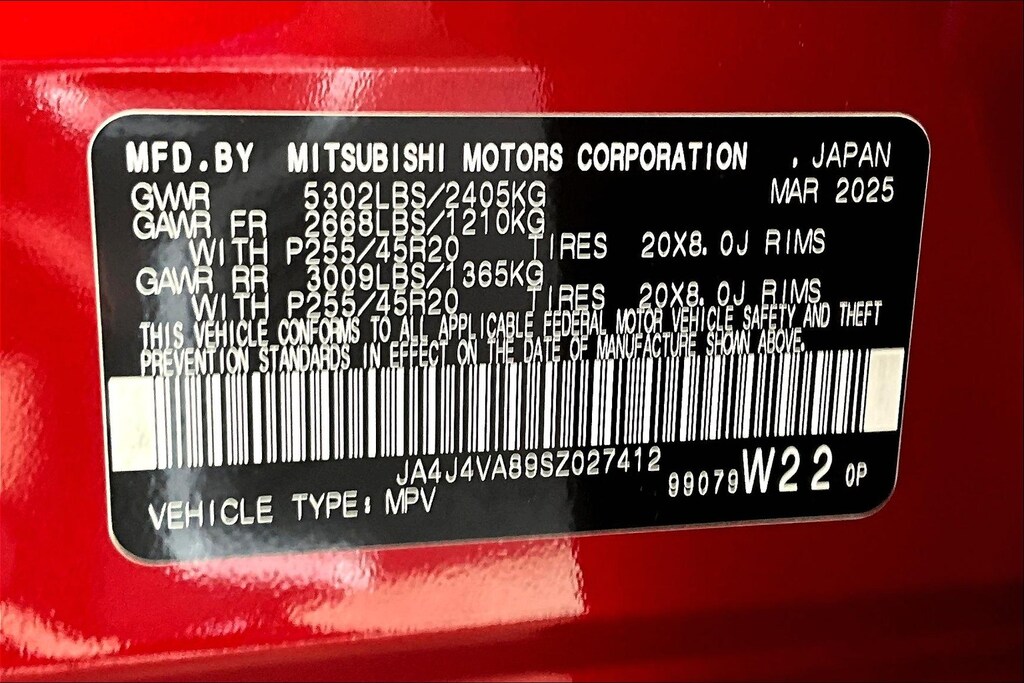 MFD.BY MITSUBISHI MOTORS CORPORATION . JAPAN
GVWR 5302LBS/2405KG MAR 2025
GAWR FR 2668LBS/1210KG
WITH P255/45R20 TIRES 20X8.0J RIMS
GAWR RR 3009LBS/1365KG
WITH P255/45R20 TIRES 20X8.0J RIMS
THIS VEHICLE CONFORMS TO ALL APPLICABLE FEDERAL MOTOR VEHICLE SAFETY AND THEFT
PREVENTION STANDARDS IN EFFECT ON THE DATE OF MANUFACTURE SHOWN ABOVE.
JA4J4VA89SZ027412
VEHICLE TYPE: MPV 99079 W22 0P